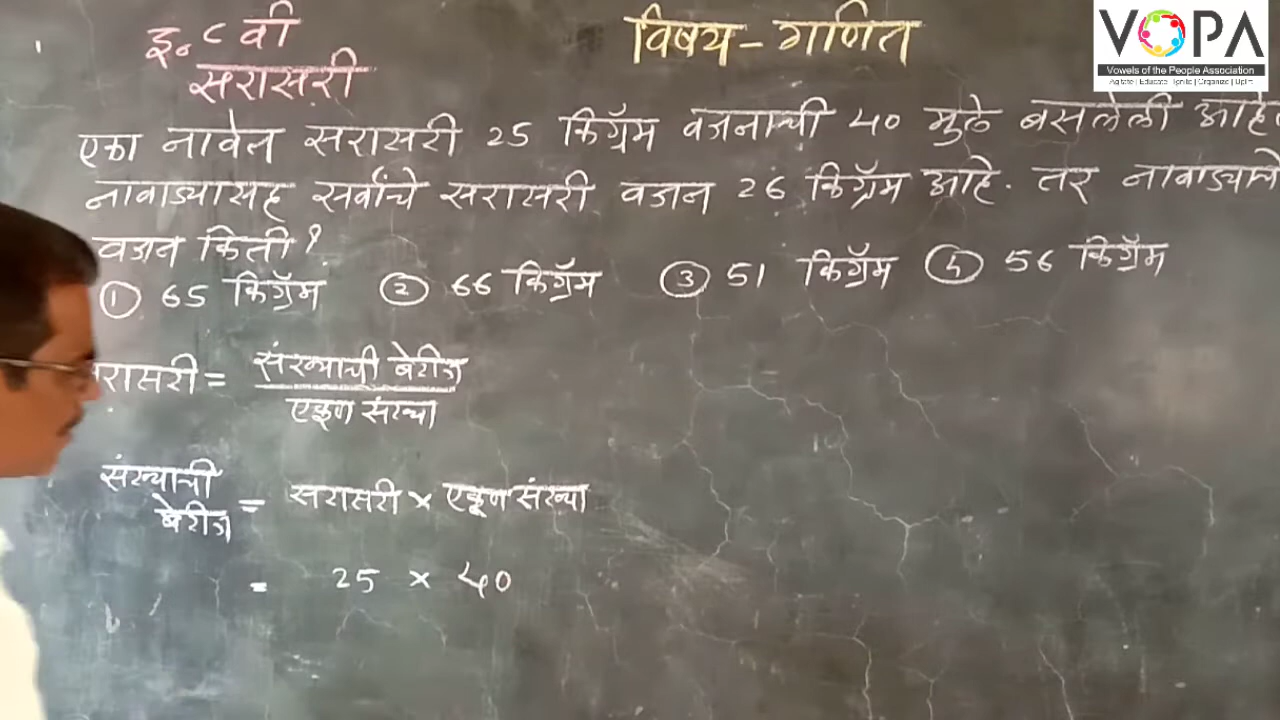 इ. ८ वी
विषय - गणित
सरासरी
VOPA
Vowels of the People Association
एका नावेत सरासरी 25 किग्रॅम वजनाची 40 मुले बसलेली आहेत
नावाड्यासह सर्वांचे सरासरी वजन 26 किग्रॅम आहे. तर नावाड्याचे
वजन किती?
① 65 किग्रॅम ② 66 किग्रॅम ③ 51 किग्रॅम ④ 56 किग्रॅम
रासरी = संख्याची बेरीज
एकूण संख्या
संख्याची
बेरीज = सरासरी × एकूण संख्या
= 25 × 40